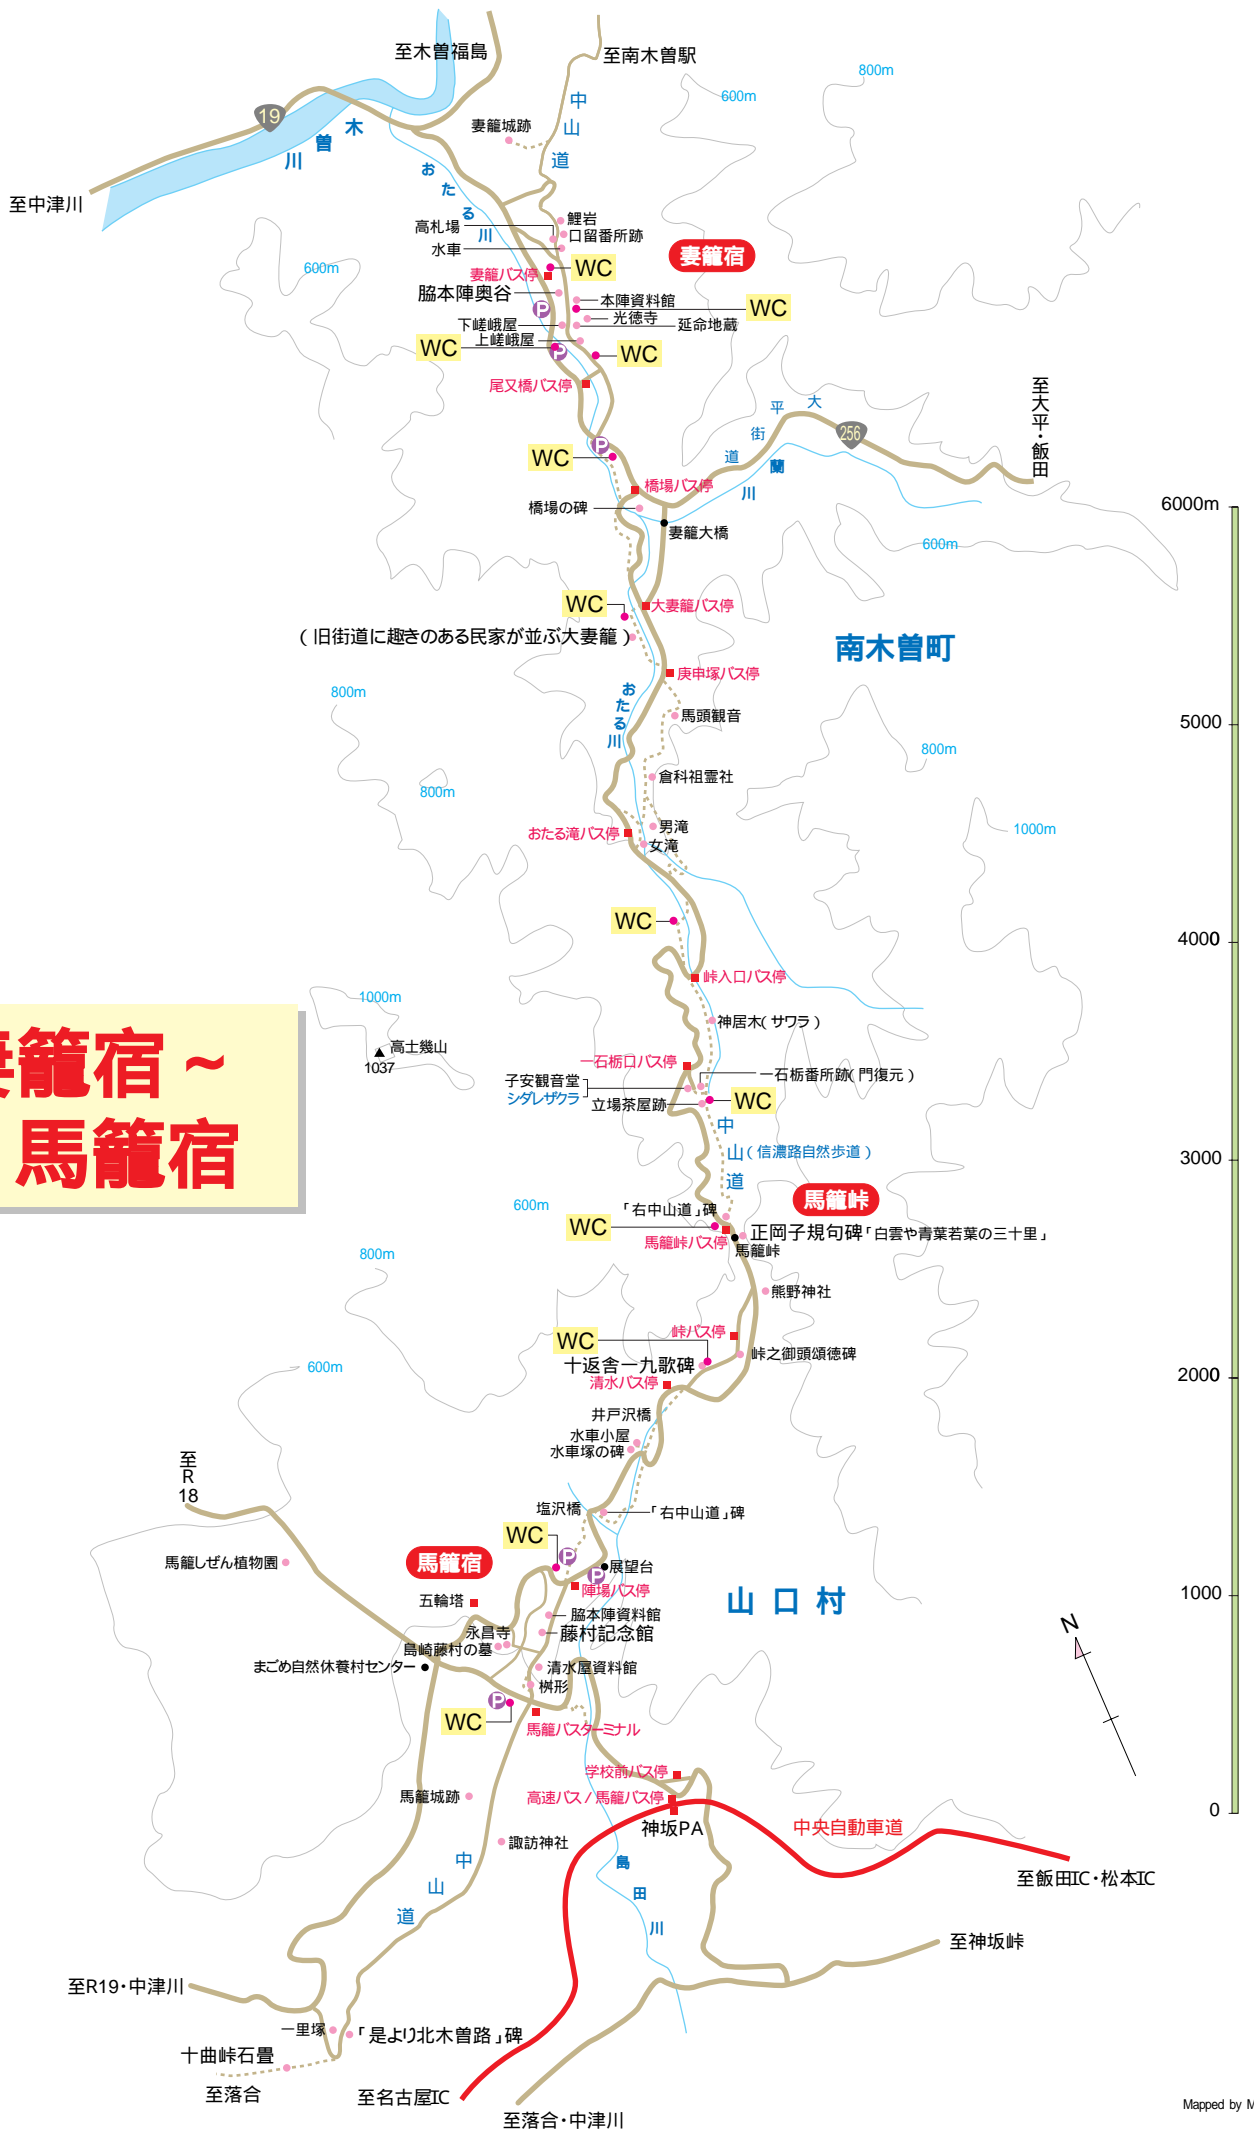 至木曽福島
至南木曽駅
800m
600m
19
木曽川
中山道
妻籠城跡
おたる川
至中津川
鯉岩
高札場
口留番所跡
水車
妻籠宿
600m
WC
妻籠バス停
脇本陣奥谷
本陣資料館
WC
P
光徳寺
下嵯峨屋
延命地蔵
上嵯峨屋
WC
P
WC
尾又橋バス停
至大平・飯田
大平街道
256
P
WC
蘭川
橋場バス停
橋場の碑
6000m
妻籠大橋
600m
WC
大妻籠バス停
(旧街道に趣きのある民家が並ぶ大妻籠)
南木曽町
庚申塚バス停
800m
おたる川
馬頭観音
5000
800m
倉科祖霊社
800m
男滝
1000m
おたる滝バス停
女滝
WC
4000
峠入口バス停
1000m
神居木(サワラ)
妻籠宿~
馬籠宿
高士幾山
1037
一石栃口バス停
子安観音堂
一石栃番所跡(門復元)
シダレザクラ
立場茶屋跡
WC
中山道
(信濃路自然歩道)
3000
馬籠峠
600m
「右中山道」碑
WC
正岡子規句碑「白雲や青葉若葉の三十里」
馬籠峠バス停
馬籠峠
800m
熊野神社
峠バス停
WC
峠之御頭頌徳碑
600m
十返舎一九歌碑
清水バス停
2000
井戸沢橋
水車小屋
水車塚の碑
至R18
塩沢橋
「右中山道」碑
WC
馬籠宿
P
馬籠しぜん植物園
展望台
P
陣場バス停
五輪塔
1000
山口村
脇本陣資料館
N
永昌寺
藤村記念館
島崎藤村の墓
まごめ自然休養村センター
清水屋資料館
桝形
P
WC
馬籠バスターミナル
学校前バス停
馬籠城跡
高速バス/馬籠バス停
0
神坂PA
中央自動車道
諏訪神社
中山道
島田川
至飯田IC・松本IC
至神坂峠
至R19・中津川
一里塚
「是より北木曽路」碑
十曲峠石畳
至落合
至名古屋IC
至落合・中津川
Mapped by M